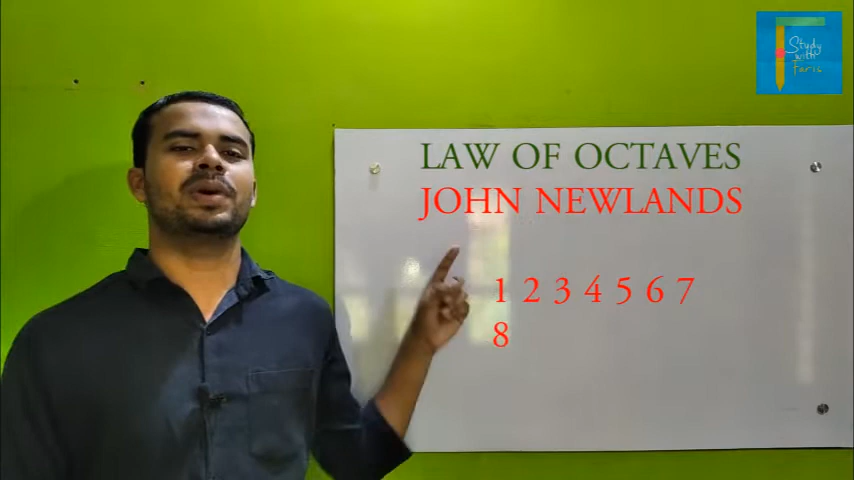 LAW OF OCTAVES
JOHN NEWLANDS
1 2 3 4 5 6 7
8
Study
with
Faris